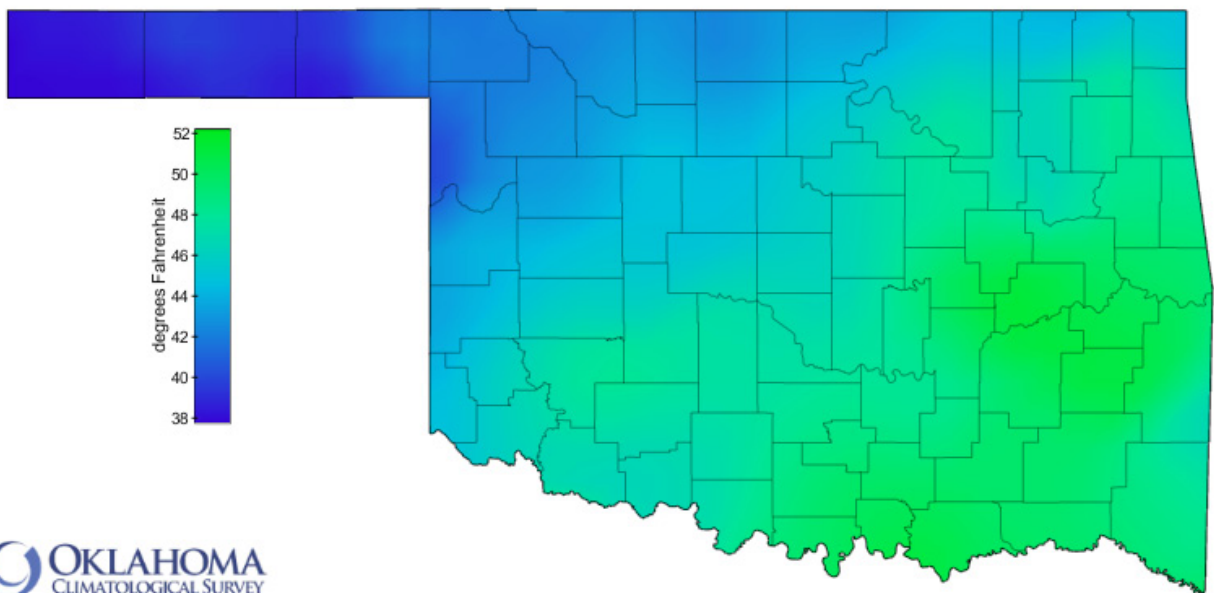 52
50
48
46
44
42
40
38
degrees Fahrenheit
OKLAHOMA
CLIMATOLOGICAL SURVEY